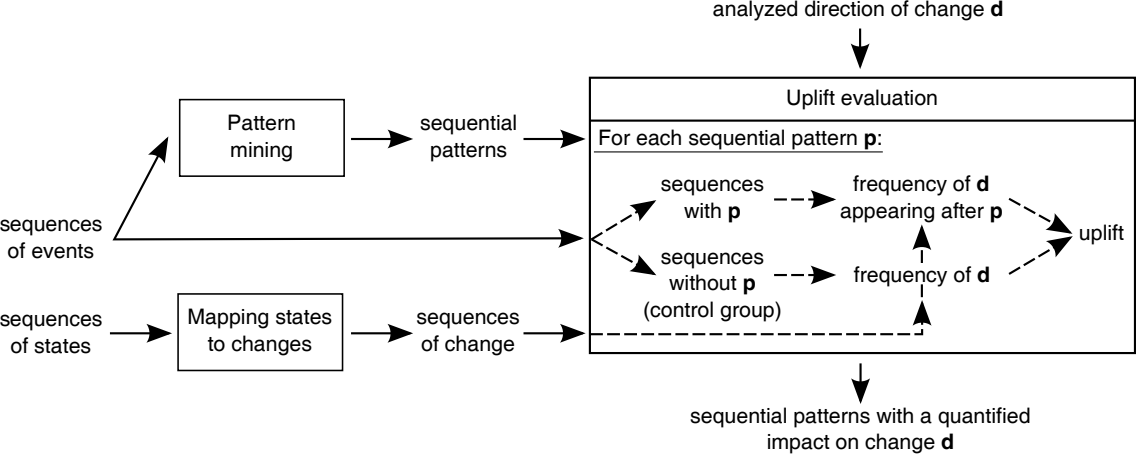 analyzed direction of change d
Uplift evaluation
Pattern
mining
sequential
patterns
For each sequential pattern p:
sequences
with p
frequency of d
appearing after p
sequences
of events
uplift
sequences
without p
(control group)
frequency of d
sequences
of states
Mapping states
to changes
sequences
of change
sequential patterns with a quantified
impact on change d